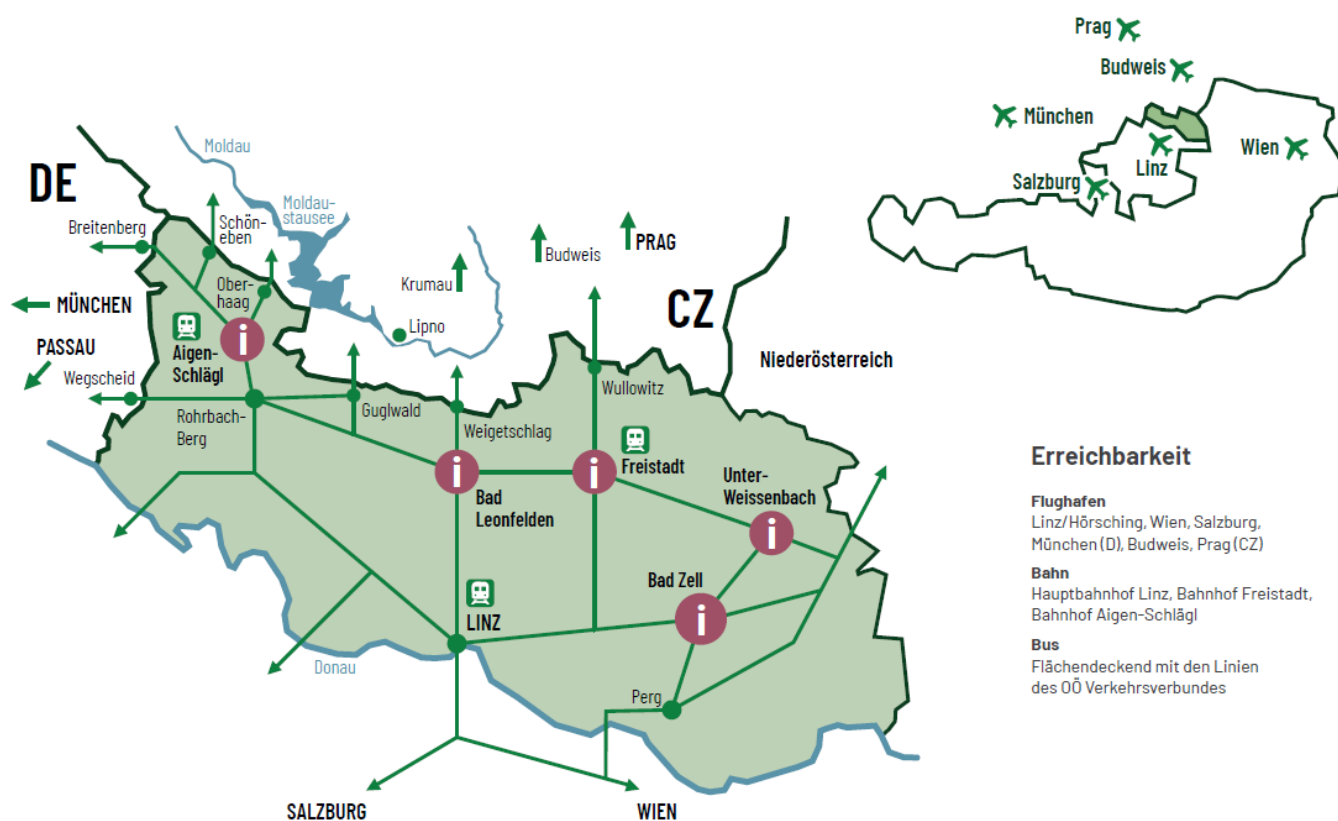 Prag
Budweis
München
Linz
Wien
Salzburg
DE
Moldau
Moldau-
stausee
Breitenberg
Schön-
eben
Ober-
haag
Krumau
Budweis
PRAG
MÜNCHEN
CZ
Lipno
PASSAU
Aigen-
Schlägl
i
Niederösterreich
Wegscheid
Rohrbach-
Berg
Guglwald
Weigetschlag
Wullowitz
i
Bad
Leonfelden
i
Freistadt
Unter-
Weissenbach
i
Bad Zell
i
LINZ
Donau
Perg
SALZBURG
WIEN
Erreichbarkeit
Flughafen
Linz/Hörsching, Wien, Salzburg,
München (D), Budweis, Prag (CZ)
Bahn
Hauptbahnhof Linz, Bahnhof Freistadt,
Bahnhof Aigen-Schlägl
Bus
Flächendeckend mit den Linien
des OÖ Verkehrsverbundes